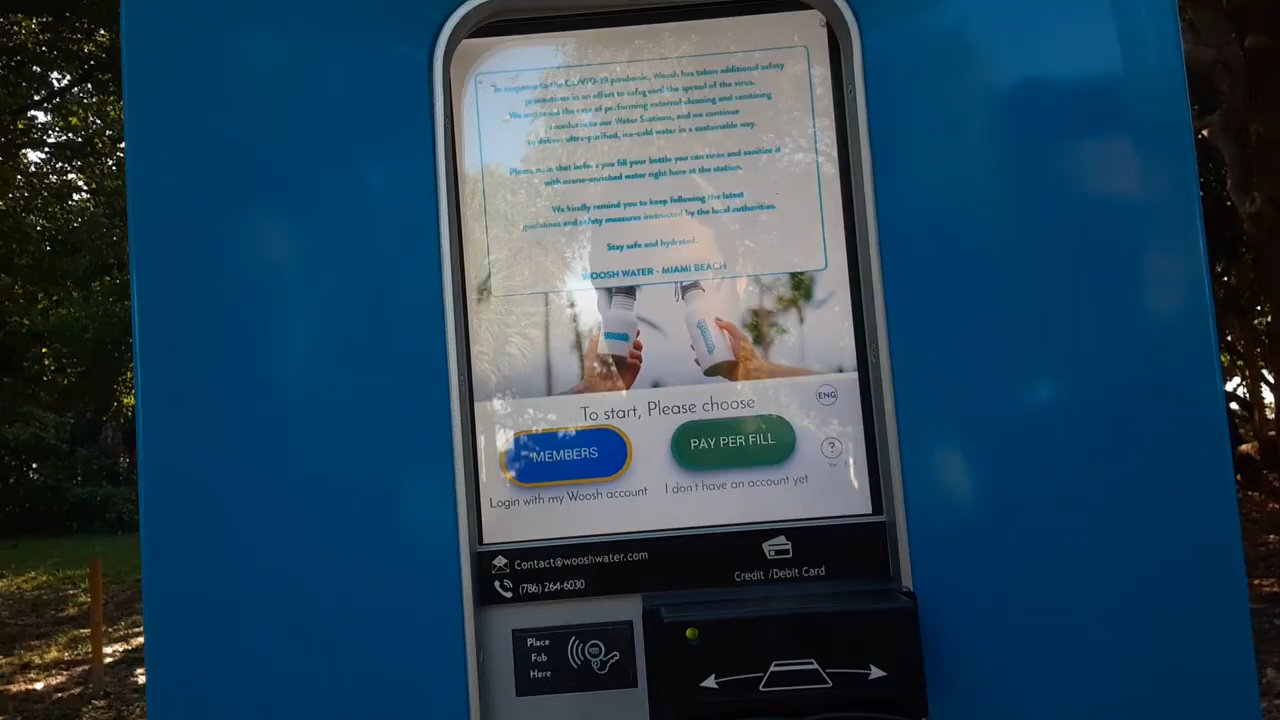 "In response to the COVID-19 pandemic, Woosh has taken additional safety
precautions in an effort to safeguard the spread of the virus.
We increased the rate of performing external cleaning and sanitizing
procedures to our Water Stations, and we continue
to deliver ultra-purified, ice-cold water in a sustainable way.
Please note that before you fill your bottle you can rinse and sanitize it
with ozone-enriched water right here at the station.
We kindly remind you to keep following the latest
guidelines and safety measures instructed by the local authorities.
Stay safe and hydrated.
WOOSH WATER - MIAMI BEACH
woosh
woosh
To start, Please choose
ENG
MEMBERS
PAY PER FILL
?
Ver
Login with my Woosh account
I don't have an account yet
Contact@wooshwater.com
(786) 264-6030
Credit /Debit Card
Place
Fob
Here